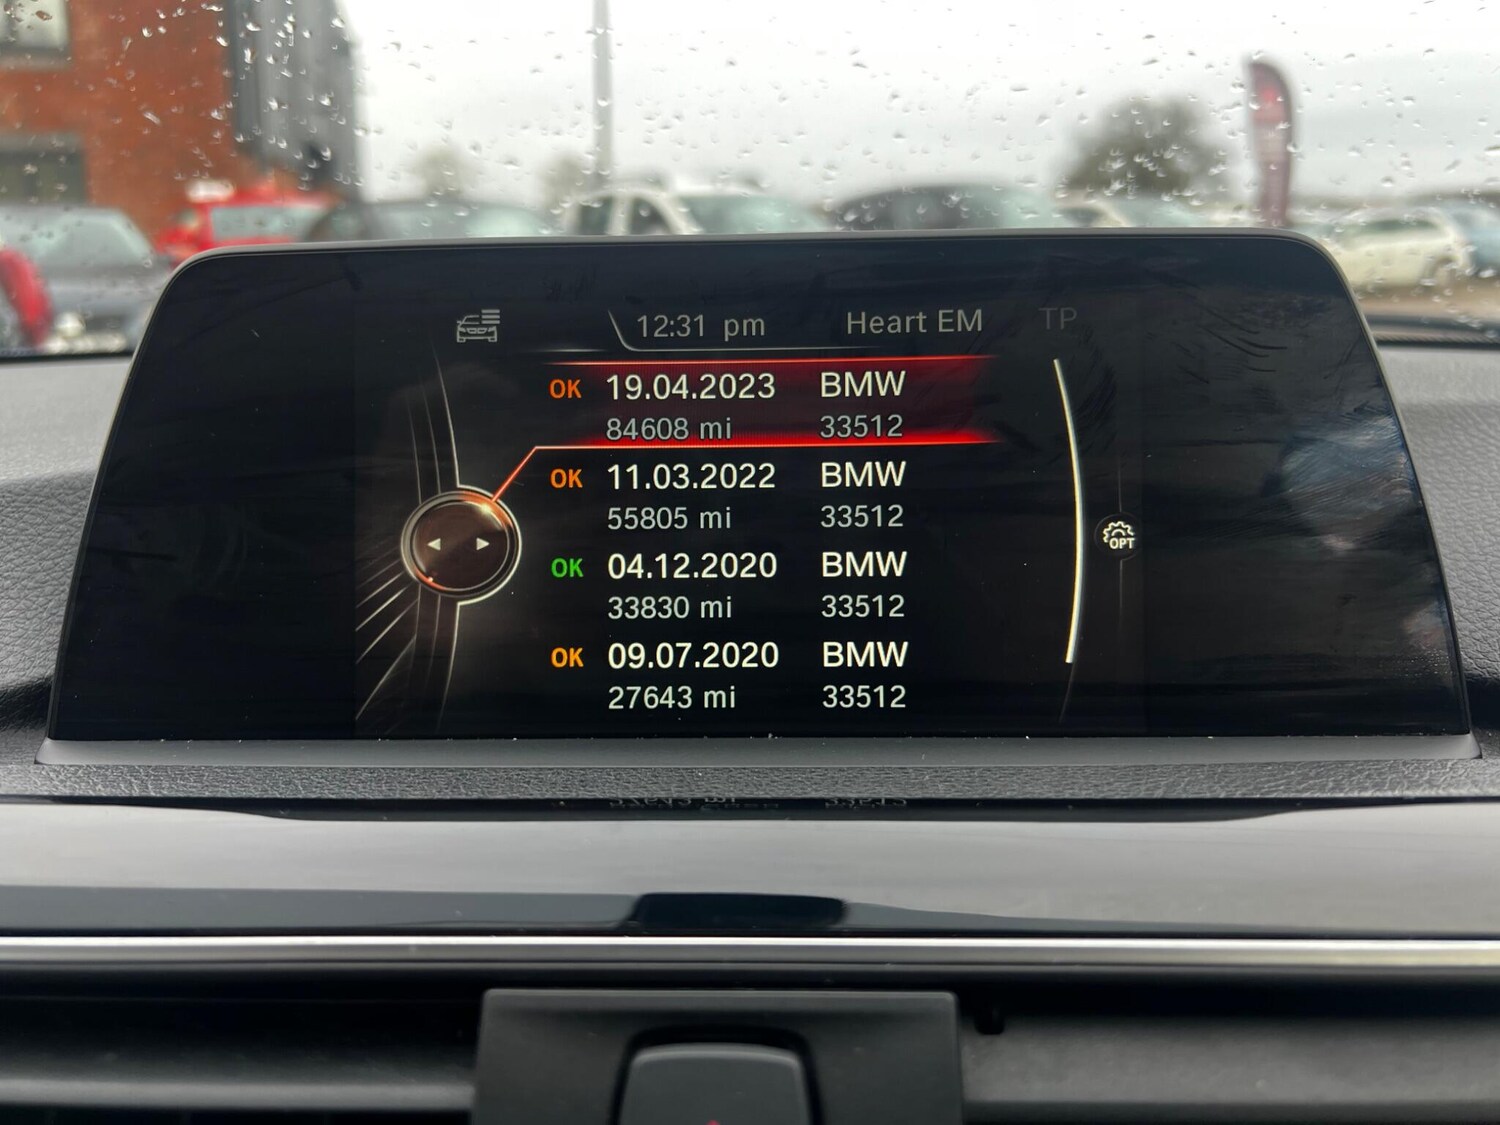 12:31 pm Heart EM TP
OK 19.04.2023 BMW
84608 mi 33512
OK 11.03.2022 BMW
55805 mi 33512
OPT
OK 04.12.2020 BMW
33830 mi 33512
OK 09.07.2020 BMW
27643 mi 33512